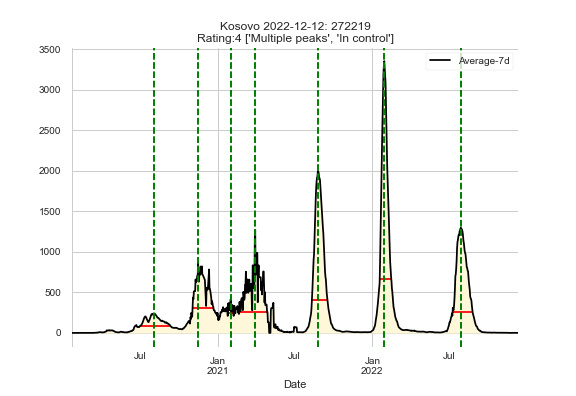 Kosovo 2022-12-12: 272219
Rating:4 ['Multiple peaks', 'In control']
Average-7d
3500
3000
2500
2000
1500
1000
500
0
Jul
Jan
2021
Jul
Jan
2022
Jul
Date